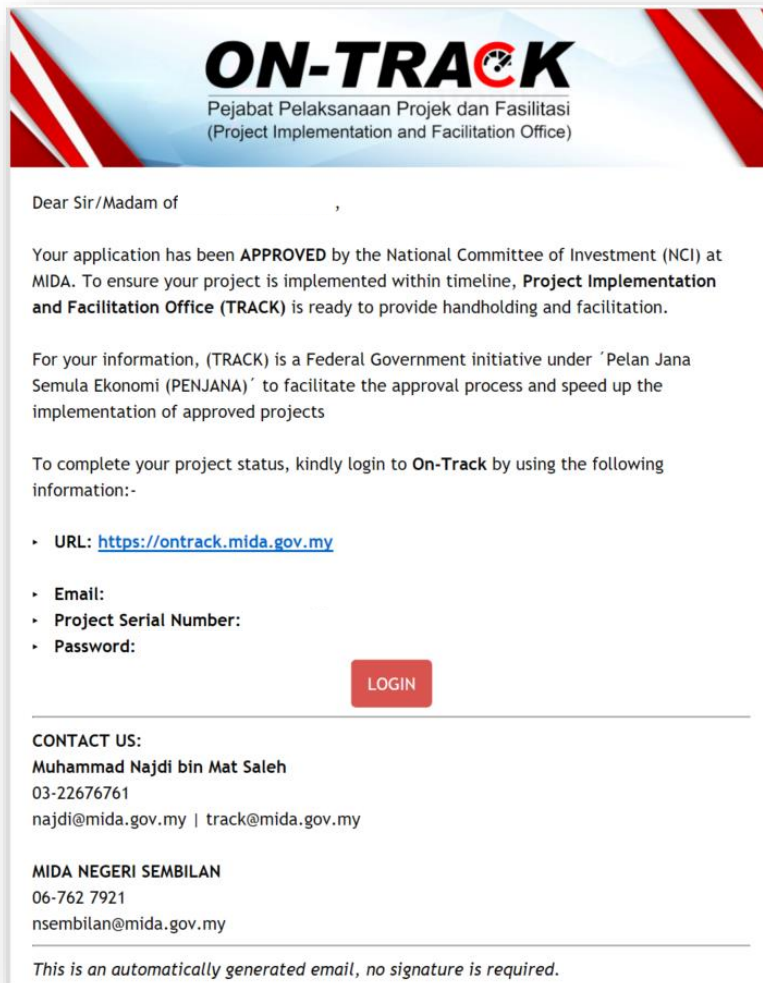 ON-TRACK
Pejabat Pelaksanaan Projek dan Fasilitasi
(Project Implementation and Facilitation Office)
Dear Sir/Madam of ,
Your application has been APPROVED by the National Committee of Investment (NCI) at
MIDA. To ensure your project is implemented within timeline, Project Implementation
and Facilitation Office (TRACK) is ready to provide handholding and facilitation.
For your information, (TRACK) is a Federal Government initiative under ´Pelan Jana
Semula Ekonomi (PENJANA)´ to facilitate the approval process and speed up the
implementation of approved projects
To complete your project status, kindly login to On-Track by using the following
information:-
‣ URL: https://ontrack.mida.gov.my
‣ Email:
‣ Project Serial Number:
‣ Password:
LOGIN
CONTACT US:
Muhammad Najdi bin Mat Saleh
03-22676761
najdi@mida.gov.my | track@mida.gov.my
MIDA NEGERI SEMBILAN
06-762 7921
nsembilan@mida.gov.my
This is an automatically generated email, no signature is required.